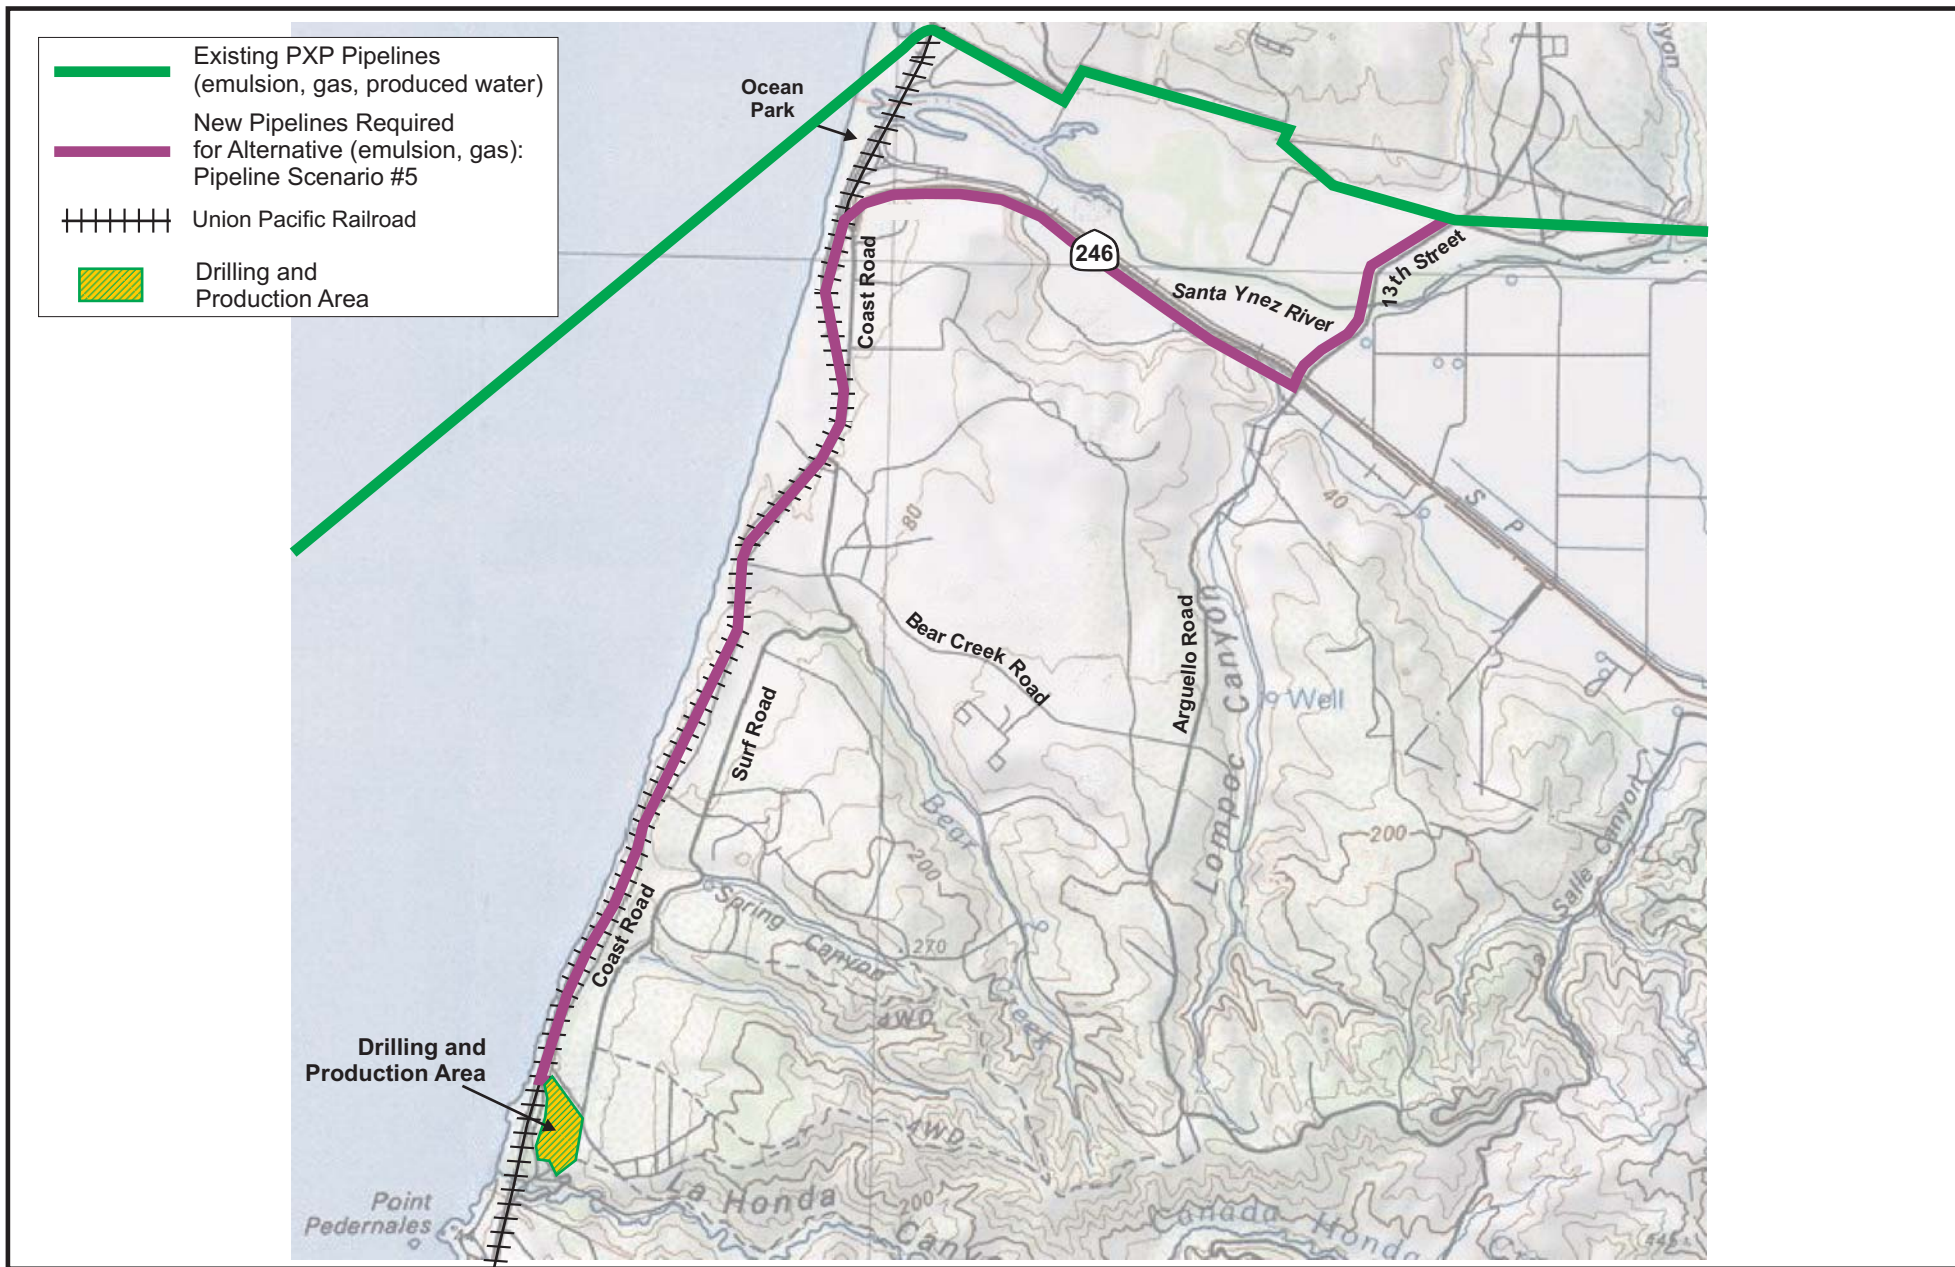 Existing PXP Pipelines
(emulsion, gas, produced water)
New Pipelines Required
for Alternative (emulsion, gas):
Pipeline Scenario #5
Union Pacific Railroad
Drilling and
Production Area
Ocean
Park
yon
Coast Road
246
Santa Ynez River
13th Street
80
40
S P
Bear Creek Road
Arguello Road
Lompoc Canyon
Well
Surf Road
Bear Creek
200
200
Salle Canyon
Spring Canyon
270
Coast Road
4WD
Drilling and
Production Area
4WD
Point
Pedernales
La Honda
Can
200
Canada Honda